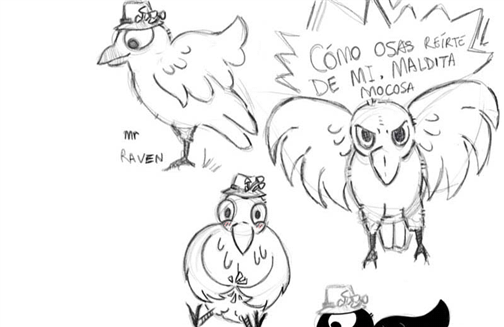 CÓMO OSAS REÍRTE
DE MI, MALDITA
MOCOSA
mr
RAVEN